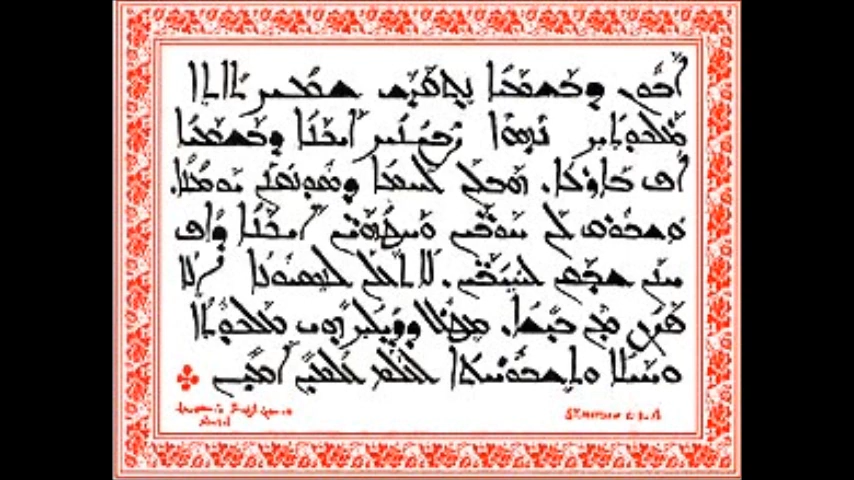 ܐܒܘܢ ܕܒܫܡܝܐ ܢܬܩܕܫ ܫܡܟ ܬܐܬܐ
ܡܠܟܘܬܟ ܢܗܘܐ ܨܒܝܢܟ ܐܝܟܢܐ ܕܒܫܡܝܐ
ܐܦ ܒܐܪܥܐ. ܗܒ ܠܢ ܠܚܡܐ ܕܣܘܢܩܢܢ ܝܘܡܢܐ.
ܘܫܒܘܩ ܠܢ ܚܘܒܝܢ ܘܚܛܗܝܢ ܐܝܟܢܐ ܕܐܦ
ܚܢܢ ܫܒܩܢ ܠܚܝܒܝܢ. ܠܐ ܬܥܠܢ ܠܢܣܝܘܢܐ ܐܠܐ
ܦܨܢ ܡܢ ܒܝܫܐ. ܡܛܠ ܕܕܝܠܟ ܗܝ ܡܠܟܘܬܐ
ܘܚܝܠܐ ܘܬܫܒܘܚܬܐ ܠܥܠܡ ܥܠܡܝܢ ܐܡܝܢ